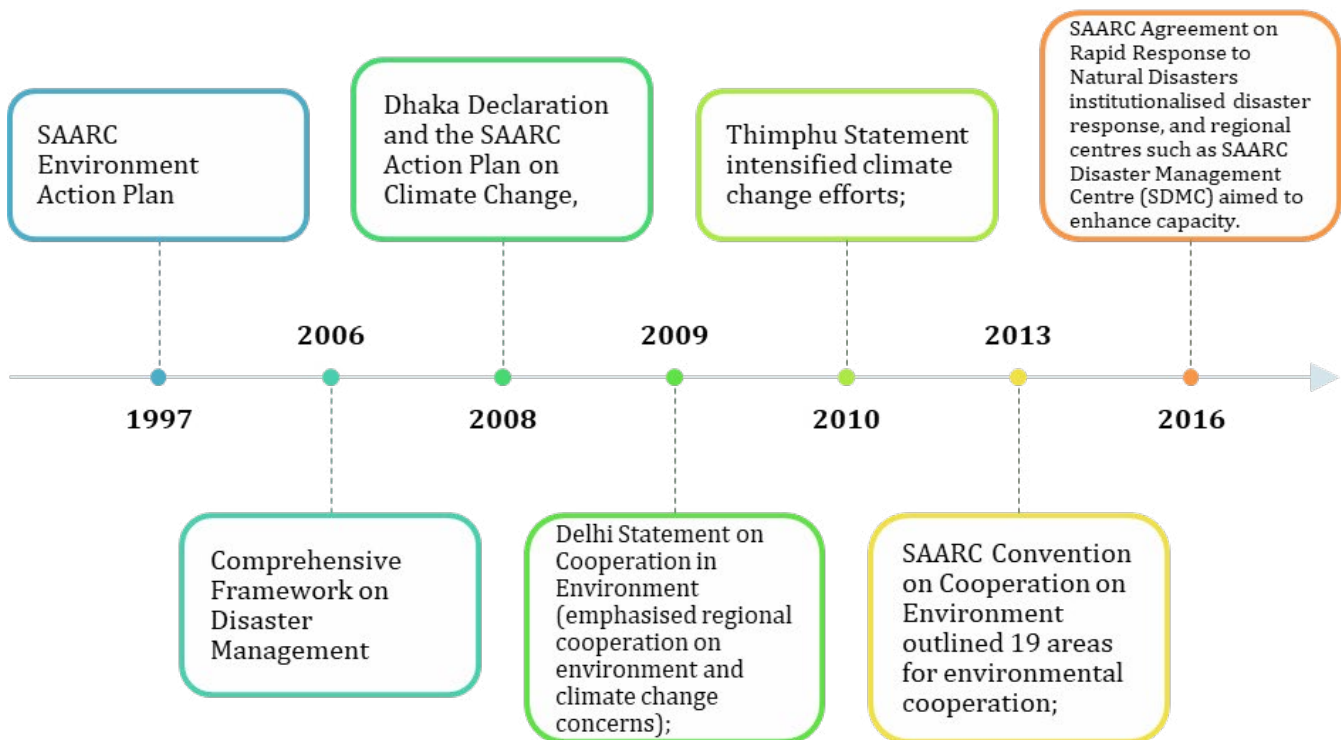 SAARC
Environment
Action Plan
Dhaka Declaration
and the SAARC
Action Plan on
Climate Change,
Thimphu Statement
intensified climate
change efforts;
SAARC Agreement on
Rapid Response to
Natural Disasters
institutionalised disaster
response, and regional
centres such as SAARC
Disaster Management
Centre (SDMC) aimed to
enhance capacity.
2006
2009
2013
1997
2008
2010
2016
Comprehensive
Framework on
Disaster
Management
Delhi Statement on
Cooperation in
Environment
(emphasised regional
cooperation on
environment and
climate change
concerns);
SAARC Convention
on Cooperation on
Environment
outlined 19 areas
for environmental
cooperation;